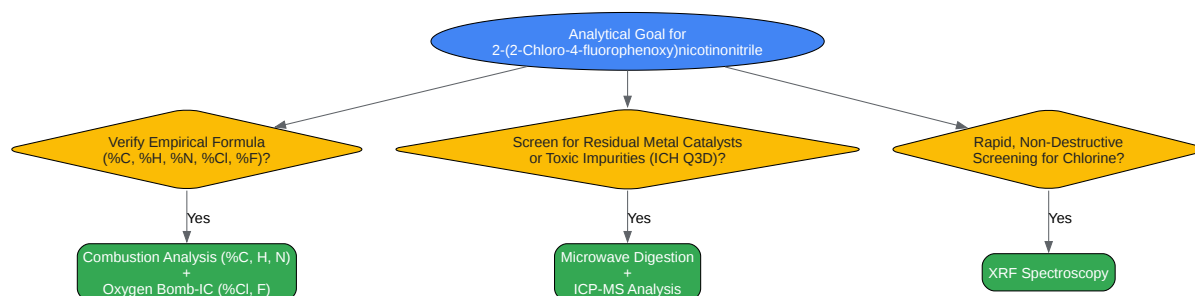 Analytical Goal for
2-(2-Chloro-4-fluorophenoxy)nicotinonitrile
Verify Empirical Formula
(%C, %H, %N, %Cl, %F)?
Screen for Residual Metal Catalysts
or Toxic Impurities (ICH Q3D)?
Rapid, Non-Destructive
Screening for Chlorine?
Yes
Yes
Yes
Combustion Analysis (%C, H, N)
+
Oxygen Bomb-IC (%Cl, F)
Microwave Digestion
+
ICP-MS Analysis
XRF Spectroscopy